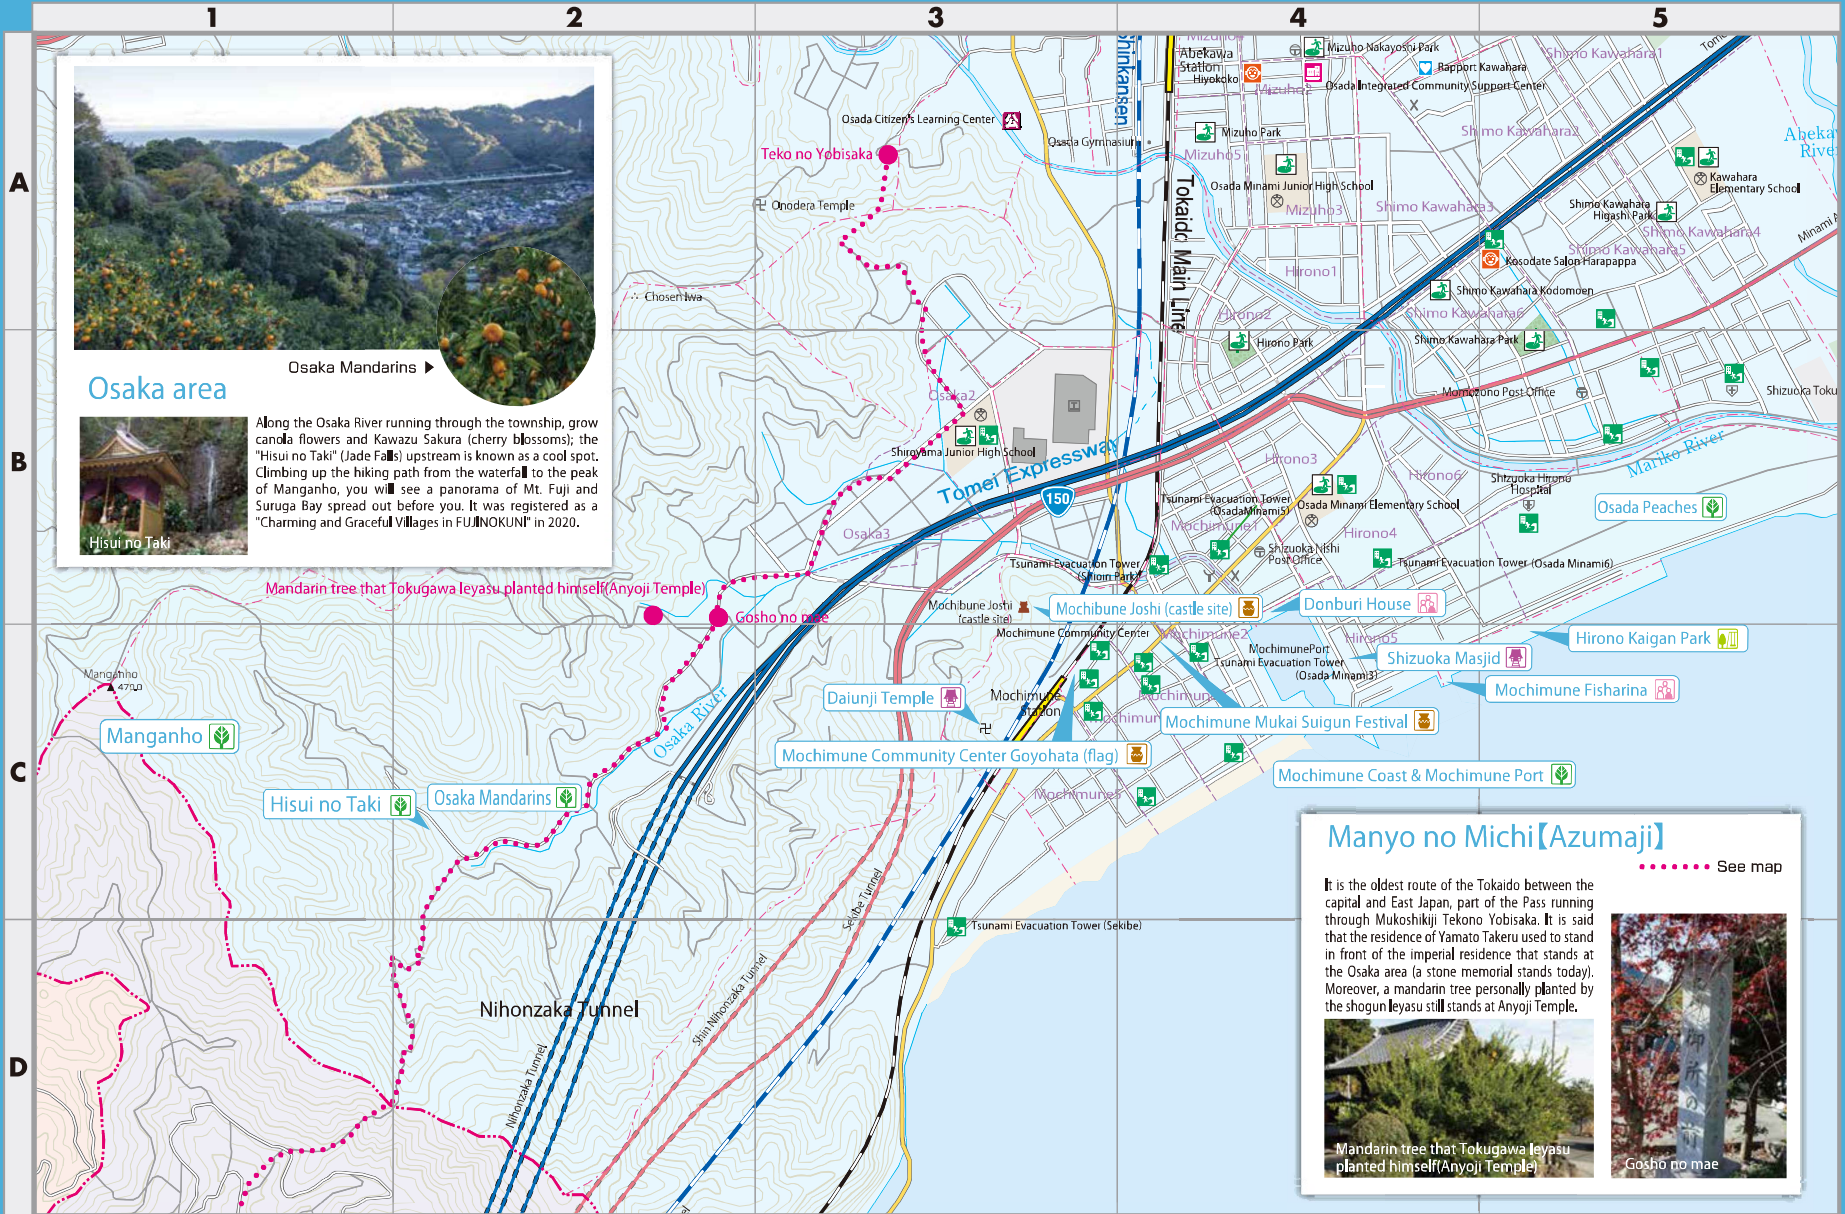 1
2
3
4
5
A
B
C
D
Osaka Mandarins
Osaka area
Along the Osaka River running through the township, grow
canola flowers and Kawazu Sakura (cherry blossoms); the
"Hisui no Taki" (Jade Falls) upstream is known as a cool spot.
Climbing up the hiking path from the waterfall to the peak
of Manganho, you will see a panorama of Mt. Fuji and
Suruga Bay spread out before you. It was registered as a
"Charming and Graceful Villages in FUJINOKUNI" in 2020.
Hisui no Taki
Shinkansen
Abekawa
Station
Hiyokoko
Mizuho2
Mizuho Nakayoshi Park
Rapport Kawahara
Osada Integrated Community Support Center
Shimo Kawahara1
Osada Citizen's Learning Center
Teko no Yobisaka
Osada Gymnasium
Mizuho Park
Mizuho5
Shimo Kawahara2
Abekawa
River
Osada Minami Junior High School
Mizuho3
Shimo Kawahara3
Kawahara
Elementary School
Shimo Kawahara
Higashi Park
Shimo Kawahara4
Shimo Kawahara5
Onodera Temple
Tokaido Main Line
Hirono1
Kosodate Salon Harapappa
Chosen Iwa
Shimo Kawahara Kodomoen
Shimo Kawahara6
Hirono2
Hirono Park
Shimo Kawahara Park
Osaka2
Momozono Post Office
Shizuoka Toku
Shiroyama Junior High School
Tomei Expressway
150
Hirono3
Hirono6
Mariko River
Shizuoka Hirono
Hospital
Osada Peaches
Tsunami Evacuation Tower
(OsadaMinami5)
Osada Minami Elementary School
Mochimune1
Osaka3
Hirono4
Shizuoka Nishi
Post Office
Tsunami Evacuation Tower
(Shioin Park)
Tsunami Evacuation Tower (Osada Minami6)
Mandarin tree that Tokugawa Ieyasu planted himself(Anyoji Temple)
Gosho no mae
Mochibune Joshi
(castle site)
Mochibune Joshi (castle site)
Donburi House
Mochimune Community Center
Mochimune2
Hirono5
Hirono Kaigan Park
MochimunePort
Tsunami Evacuation Tower
(Osada Minami3)
Shizuoka Masjid
Mochimune Fisharina
Manganho
Daiunji Temple
Mochimune
Station
Osaka River
Manganho
Mochimune Mukai Suigun Festival
Mochimune Community Center Goyohata (flag)
Mochimune Coast & Mochimune Port
Hisui no Taki
Osaka Mandarins
Mochimune5
Sekibe Tunnel
Tsunami Evacuation Tower (Sekibe)
Nihonzaka Tunnel
Shin Nihonzaka Tunnel
Nihonzaka Tunnel
Manyo no Michi【Azumaji】
See map
It is the oldest route of the Tokaido between the
capital and East Japan, part of the Pass running
through Mukoshikiji Tekono Yobisaka. It is said
that the residence of Yamato Takeru used to stand
in front of the imperial residence that stands at
the Osaka area (a stone memorial stands today).
Moreover, a mandarin tree personally planted by
the shogun Ieyasu still stands at Anyoji Temple.
Mandarin tree that Tokugawa Ieyasu
planted himself(Anyoji Temple)
御所の前
Gosho no mae